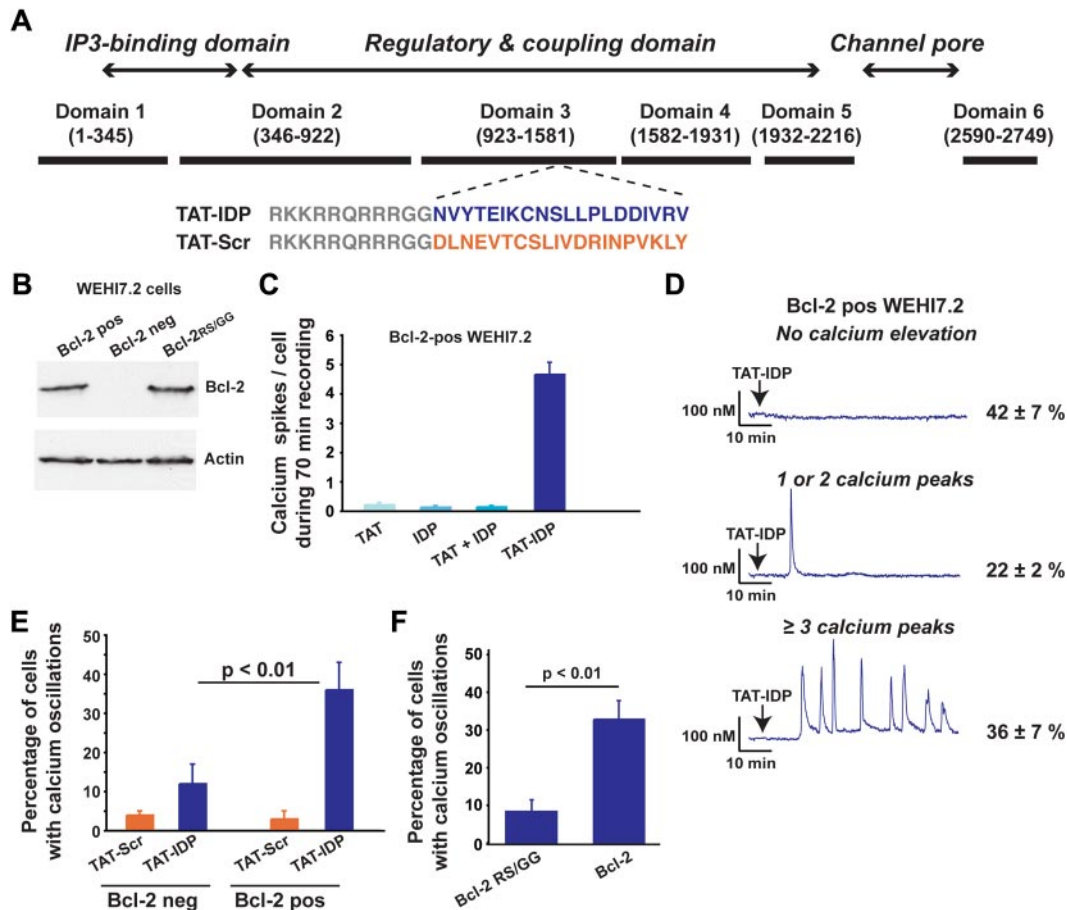 A
IP3-binding domain Regulatory & coupling domain Channel pore
Domain 1 Domain 2 Domain 3 Domain 4 Domain 5 Domain 6
(1-345) (346-922) (923-1581) (1582-1931) (1932-2216) (2590-2749)
TAT-IDP RKKRRQRRRGGNVYTEIKCNSLLPLDDIVRV
TAT-Scr RKKRRQRRRGGDLNEVTCSLIVDRINPVKLY
B
WEHI7.2 cells
Bcl-2 pos Bcl-2 neg Bcl-2RS/GG
Bcl-2
Actin
C
Bcl-2-pos WEHI7.2
Calcium spikes / cell
during 70 min recording
6
5
4
3
2
1
0
TAT IDP TAT + IDP TAT-IDP
D
Bcl-2 pos WEHI7.2
No calcium elevation
TAT-IDP
100 nM
10 min
42 ± 7 %
1 or 2 calcium peaks
TAT-IDP
100 nM
10 min
22 ± 2 %
≥ 3 calcium peaks
TAT-IDP
100 nM
10 min
36 ± 7 %
E
Percentage of cells
with calcium oscillations
50
40
30
20
10
0
p < 0.01
TAT-Scr TAT-IDP TAT-Scr TAT-IDP
Bcl-2 neg Bcl-2 pos
F
Percentage of cells
with calcium oscillations
50
40
30
20
10
0
p < 0.01
Bcl-2 RS/GG Bcl-2